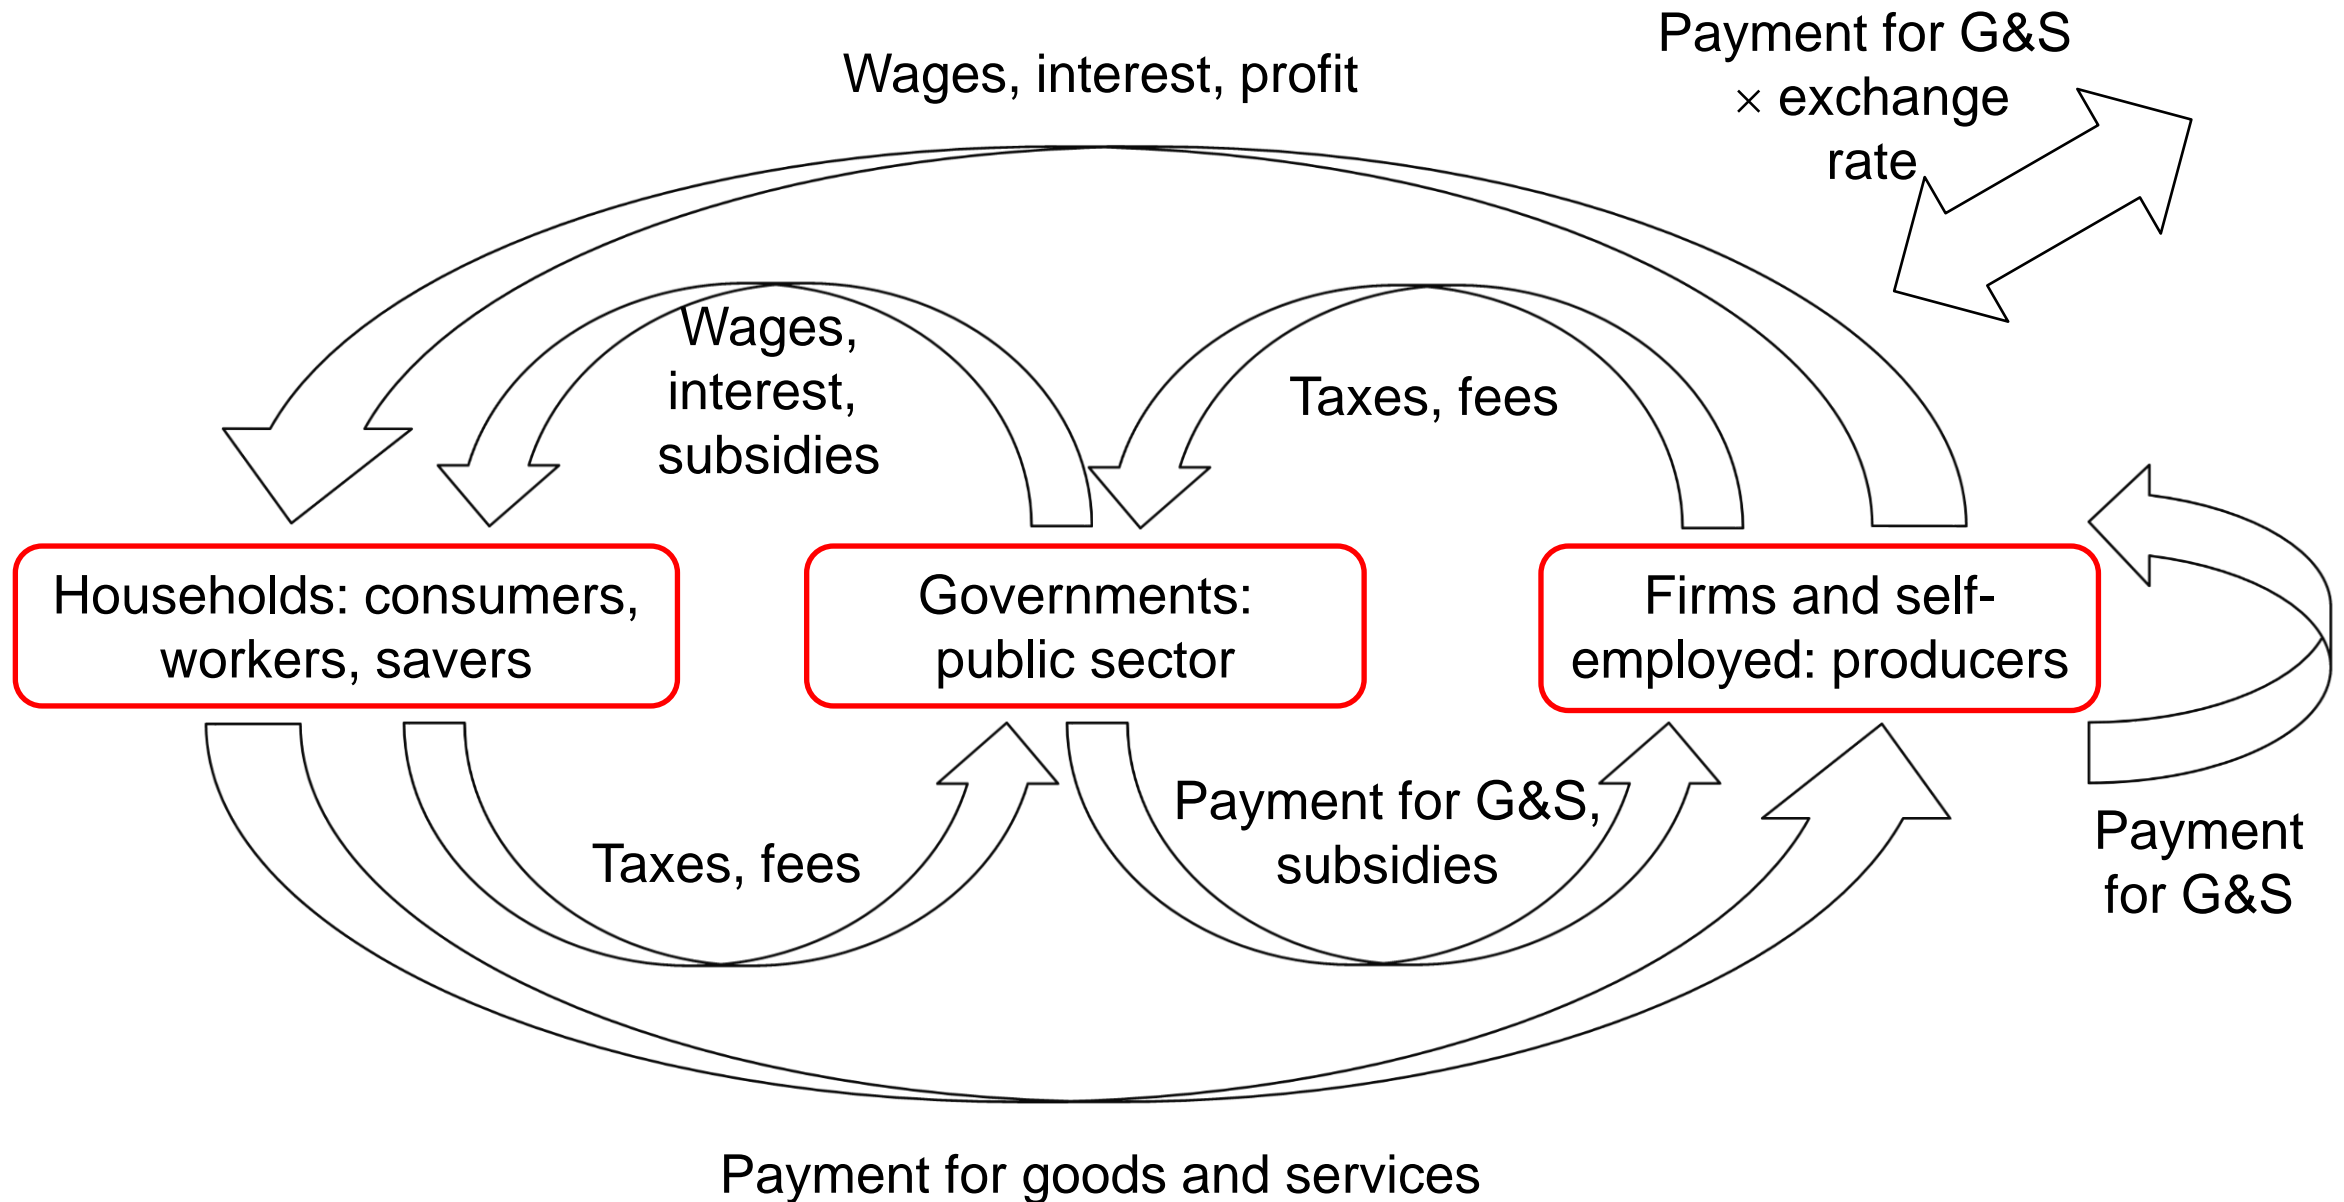 Payment for G&S
× exchange
rate
Wages, interest, profit
Wages,
interest,
subsidies
Taxes, fees
Households: consumers,
workers, savers
Governments:
public sector
Firms and self-
employed: producers
Taxes, fees
Payment for G&S,
subsidies
Payment
for G&S
Payment for goods and services